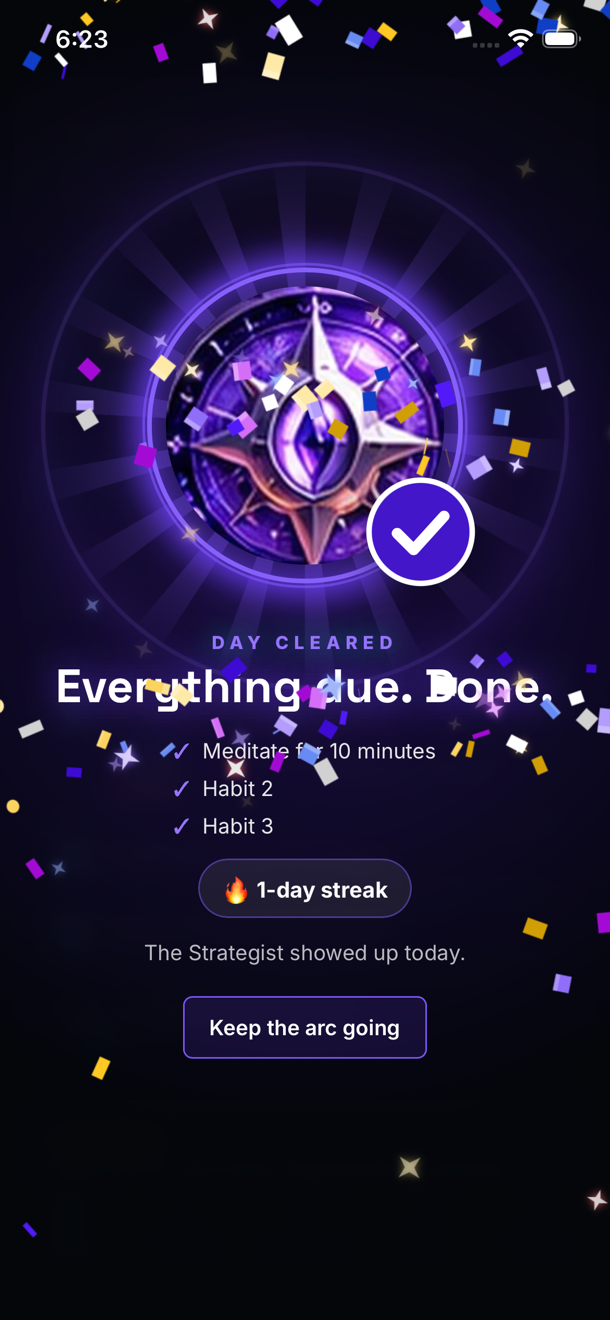 6:23
DAY CLEARED
Everything due. Done.
✓ Meditate for 10 minutes
✓ Habit 2
✓ Habit 3
🔥 1-day streak
The Strategist showed up today.
Keep the arc going